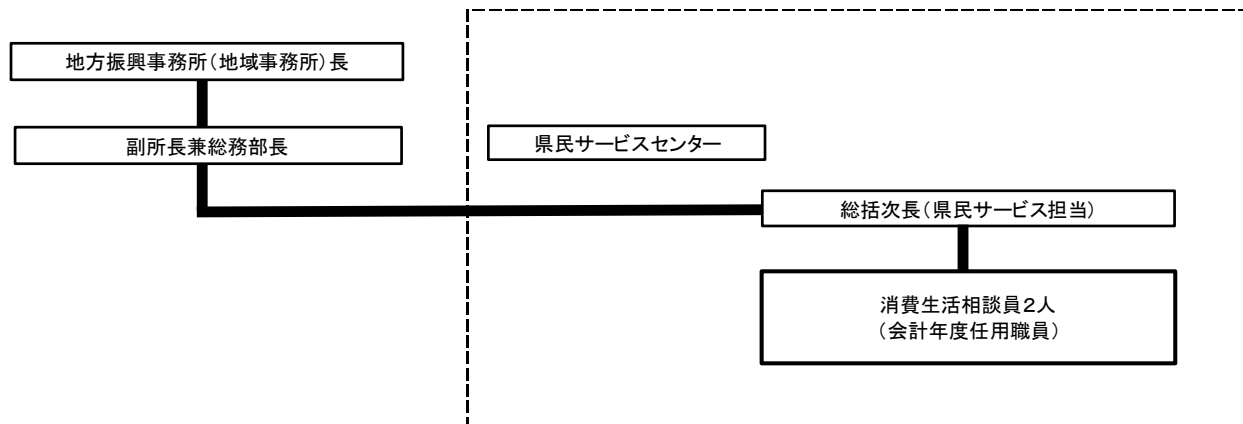 地方振興事務所(地域事務所)長
副所長兼総務部長
県民サービスセンター
総括次長(県民サービス担当)
消費生活相談員2人
(会計年度任用職員)